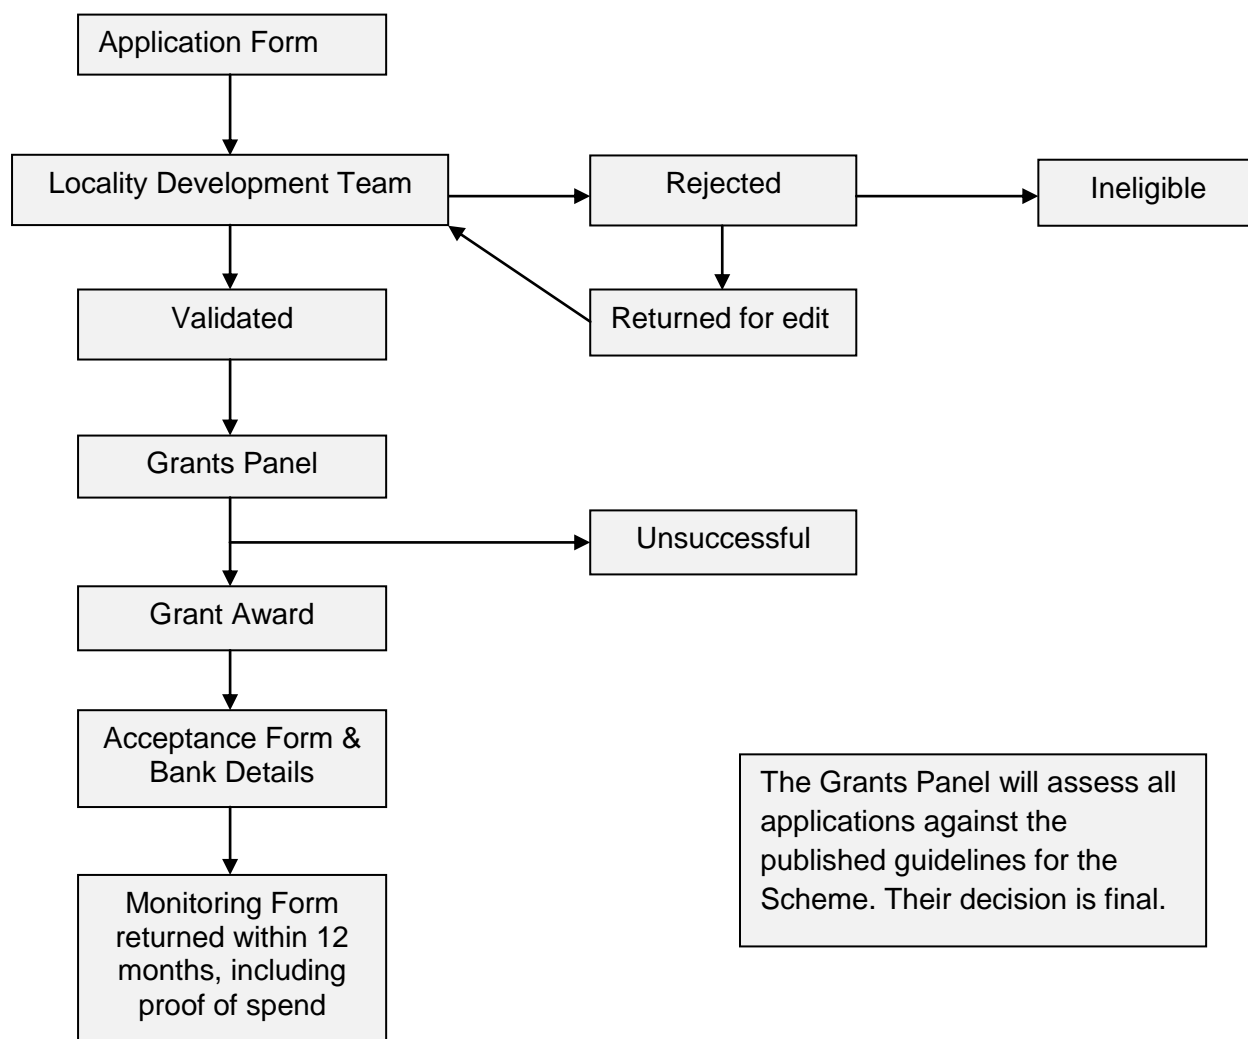 Application Form
Locality Development Team
Rejected
Ineligible
Validated
Returned for edit
Grants Panel
Unsuccessful
Grant Award
Acceptance Form &
Bank Details
The Grants Panel will assess all
applications against the
published guidelines for the
Scheme. Their decision is final.
Monitoring Form
returned within 12
months, including
proof of spend